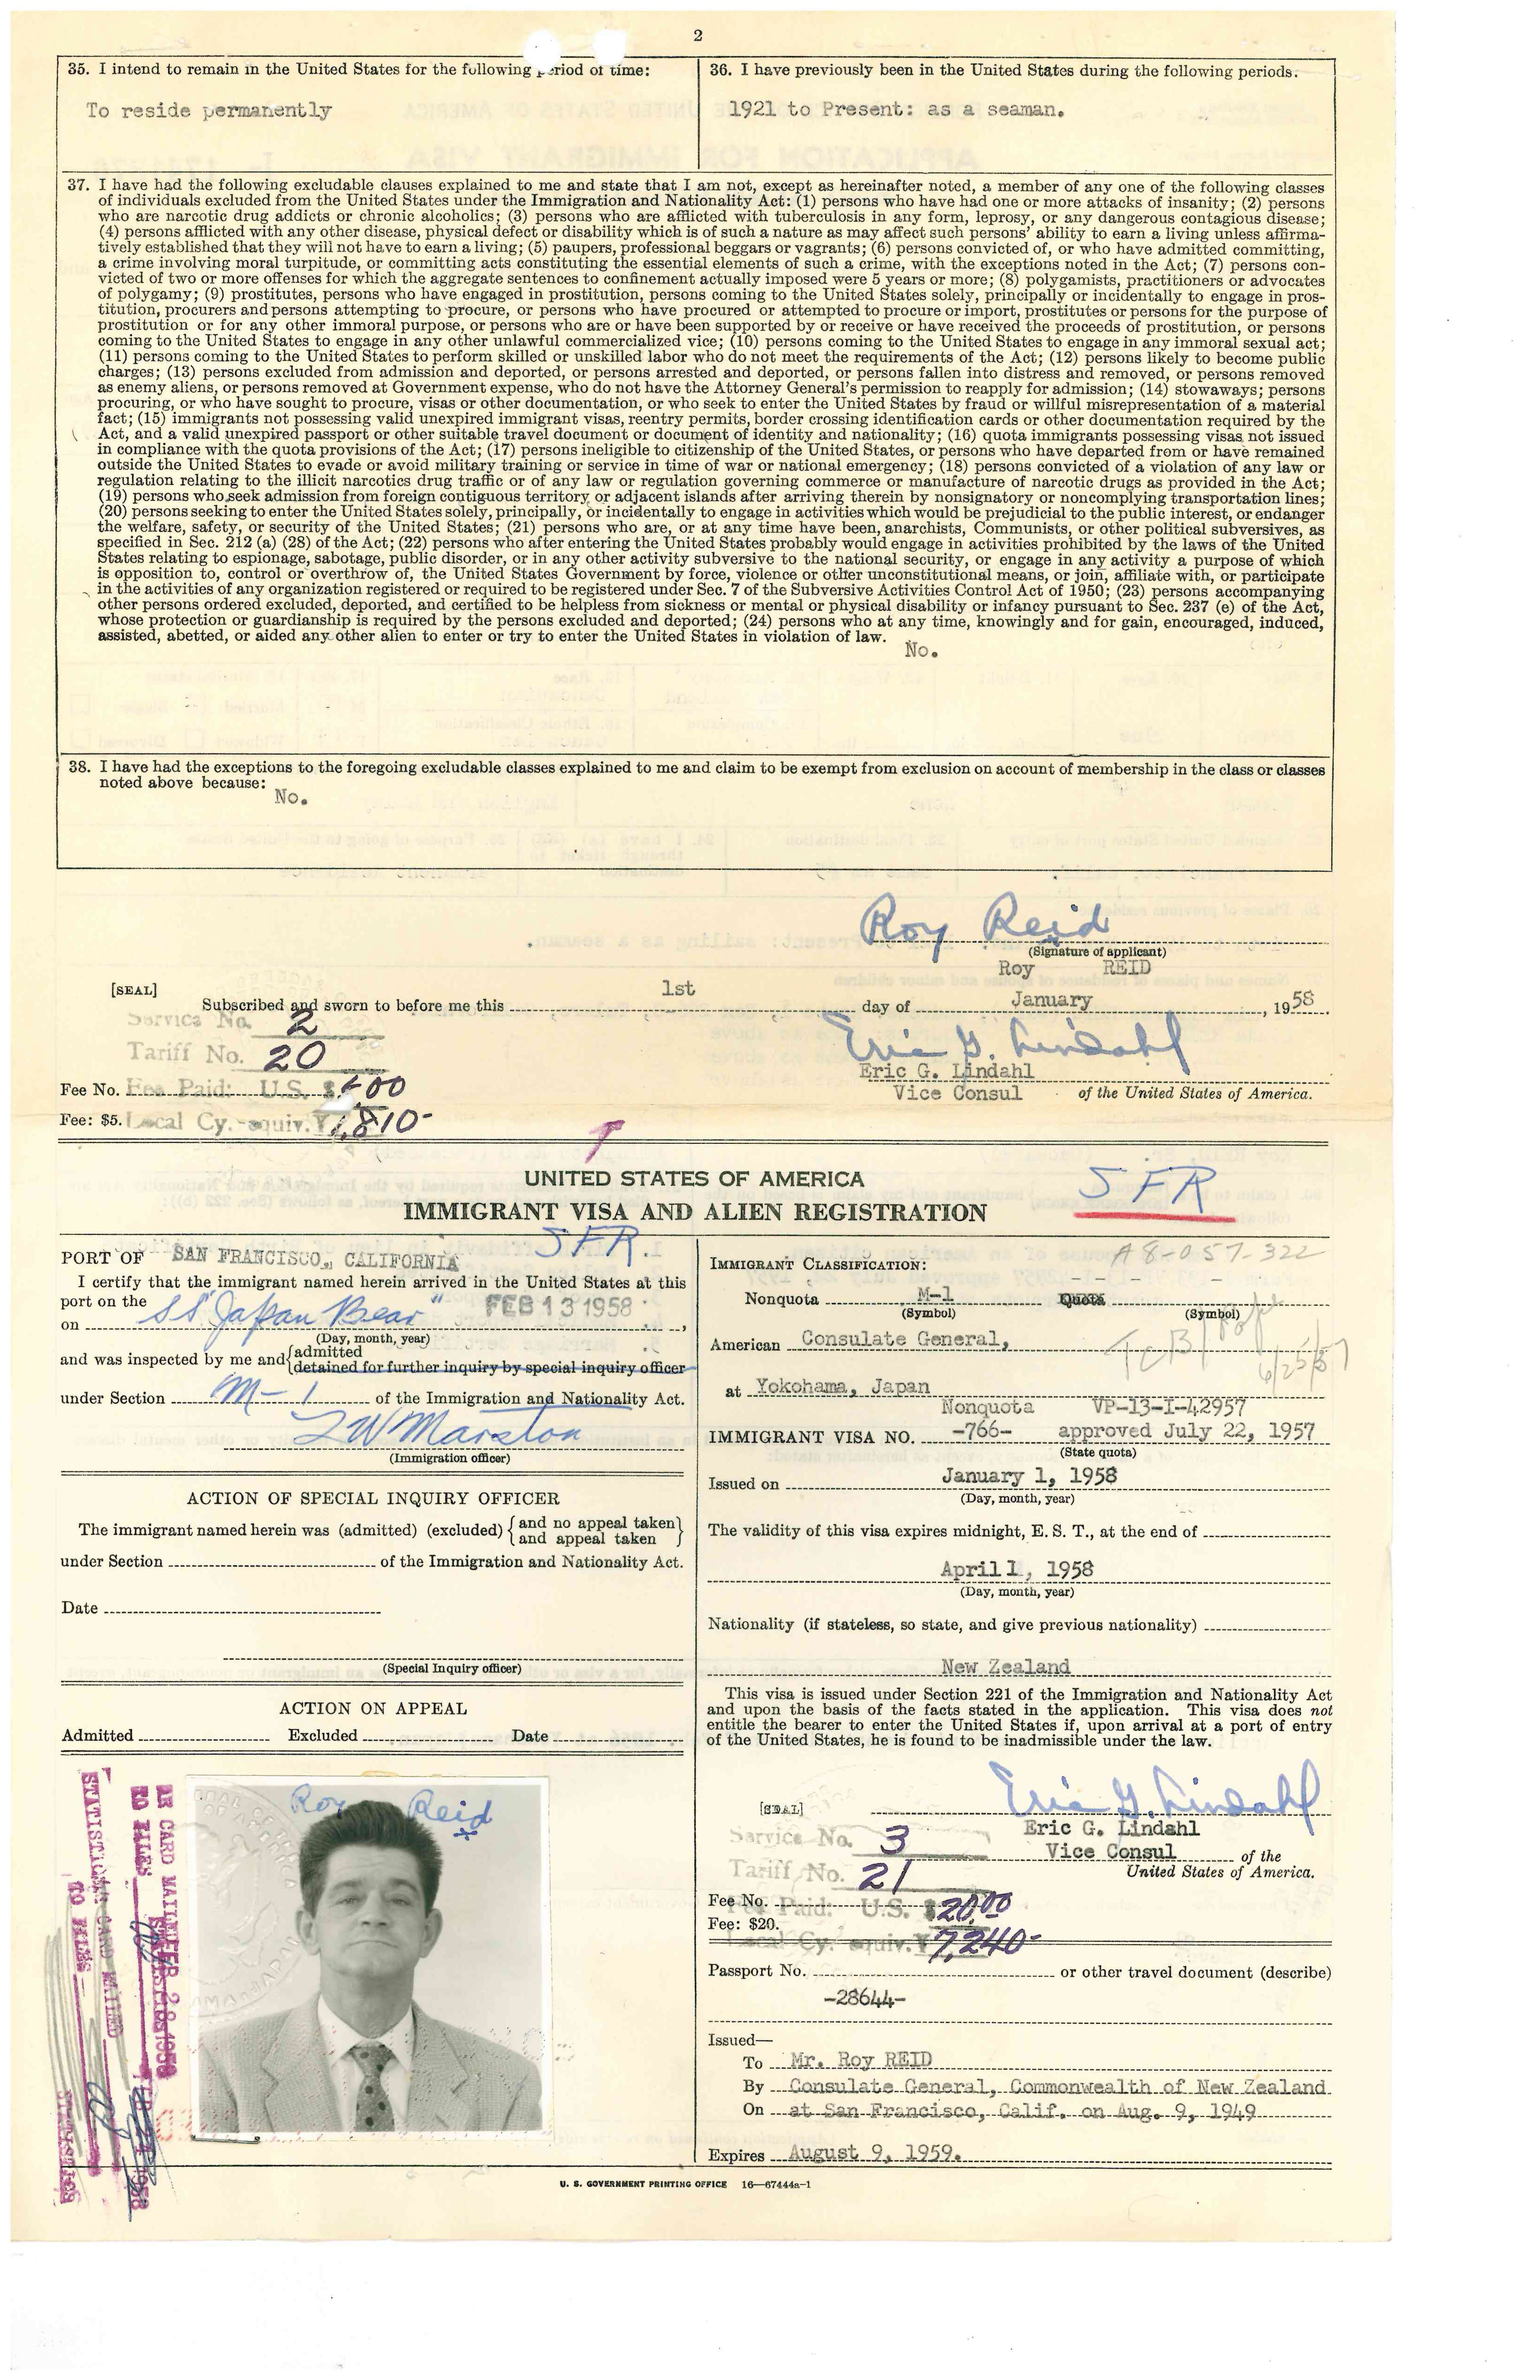 2
35. I intend to remain in the United States for the following period of time:
To reside permanently
36. I have previously been in the United States during the following periods.
1921 to Present: as a seaman.
37. I have had the following excludable clauses explained to me and state that I am not, except as hereinafter noted, a member of any one of the following classes
of individuals excluded from the United States under the Immigration and Nationality Act: (1) persons who have had one or more attacks of insanity; (2) persons
who are narcotic drug addicts or chronic alcoholics; (3) persons who are afflicted with tuberculosis in any form, leprosy, or any dangerous contagious disease;
(4) persons afflicted with any other disease, physical defect or disability which is of such a nature as may affect such persons' ability to earn a living unless affirma-
tively established that they will not have to earn a living; (5) paupers, professional beggars or vagrants; (6) persons convicted of, or who have admitted committing,
a crime involving moral turpitude, or committing acts constituting the essential elements of such a crime, with the exceptions noted in the Act; (7) persons con-
victed of two or more offenses for which the aggregate sentences to confinement actually imposed were 5 years or more; (8) polygamists, practitioners or advocates
of polygamy; (9) prostitutes, persons who have engaged in prostitution, persons coming to the United States solely, principally or incidentally to engage in pros-
titution, procurers and persons attempting to procure, or persons who have procured or attempted to procure or import, prostitutes or persons for the purpose of
prostitution or for any other immoral purpose, or persons who are or have been supported by or receive or have received the proceeds of prostitution, or persons
coming to the United States to engage in any other unlawful commercialized vice; (10) persons coming to the United States to engage in any immoral sexual act;
(11) persons coming to the United States to perform skilled or unskilled labor who do not meet the requirements of the Act; (12) persons likely to become public
charges; (13) persons excluded from admission and deported, or persons arrested and deported, or persons fallen into distress and removed, or persons removed
as enemy aliens, or persons removed at Government expense, who do not have the Attorney General's permission to reapply for admission; (14) stowaways; persons
procuring, or who have sought to procure, visas or other documentation, or who seek to enter the United States by fraud or willful misrepresentation of a material
fact; (15) immigrants not possessing valid unexpired immigrant visas, reentry permits, border crossing identification cards or other documentation required by the
Act, and a valid unexpired passport or other suitable travel document or document of identity and nationality; (16) quota immigrants possessing visas not issued
in compliance with the quota provisions of the Act; (17) persons ineligible to citizenship of the United States, or persons who have departed from or have remained
outside the United States to evade or avoid military training or service in time of war or national emergency; (18) persons convicted of a violation of any law or
regulation relating to the illicit narcotics drug traffic or of any law or regulation governing commerce or manufacture of narcotic drugs as provided in the Act;
(19) persons who seek admission from foreign contiguous territory or adjacent islands after arriving therein by nonsignatory or noncomplying transportation lines;
(20) persons seeking to enter the United States solely, principally, or incidentally to engage in activities which would be prejudicial to the public interest, or endanger
the welfare, safety, or security of the United States; (21) persons who are, or at any time have been, anarchists, Communists, or other political subversives, as
specified in Sec. 212 (a) (28) of the Act; (22) persons who after entering the United States probably would engage in activities prohibited by the laws of the United
States relating to espionage, sabotage, public disorder, or in any other activity subversive to the national security, or engage in any activity a purpose of which
is opposition to, control or overthrow of, the United States Government by force, violence or other unconstitutional means, or join, affiliate with, or participate
in the activities of any organization registered or required to be registered under Sec. 7 of the Subversive Activities Control Act of 1950; (23) persons accompanying
other persons ordered excluded, deported, and certified to be helpless from sickness or mental or physical disability or infancy pursuant to Sec. 237 (e) of the Act,
whose protection or guardianship is required by the persons excluded and deported; (24) persons who at any time, knowingly and for gain, encouraged, induced,
assisted, abetted, or aided any other alien to enter or try to enter the United States in violation of law.
No.
38. I have had the exceptions to the foregoing excludable classes explained to me and claim to be exempt from exclusion on account of membership in the class or classes
noted above because:
No.
Roy Reid
(Signature of applicant)
Roy REID
[SEAL]
Subscribed and sworn to before me this 1st day of January, 1958.
Service No. 2
Tariff No. 20
Eric G. Lindahl
Eric G. Lindahl
Fee No. Fee Paid: U.S. $5.00
Vice Consul of the United States of America.
Fee: $5. Local Cy. equiv. ¥1,810-
UNITED STATES OF AMERICA
SFR
IMMIGRANT VISA AND ALIEN REGISTRATION
SFR
PORT OF SAN FRANCISCO, CALIFORNIA
I certify that the immigrant named herein arrived in the United States at this
port on the
on SS "Japan Bear" FEB 13 1958,
(Day, month, year)
and was inspected by me and {admitted
detained for further inquiry by special inquiry officer
under Section M-1 of the Immigration and Nationality Act.
(Immigration officer)
ACTION OF SPECIAL INQUIRY OFFICER
The immigrant named herein was (admitted) (excluded) {and no appeal taken}
{and appeal taken}
under Section of the Immigration and Nationality Act.
Date
(Special Inquiry officer)
ACTION ON APPEAL
Admitted Excluded Date
Roy Reid
A8-057-322
IMMIGRANT CLASSIFICATION:
Nonquota M-1 Quota - - - -
(Symbol) (Symbol)
American Consulate General,
6/25/57
at Yokohama, Japan
Nonquota VP-13-I-42957
IMMIGRANT VISA NO. -766- approved July 22, 1957
(State quota)
Issued on January 1, 1958
(Day, month, year)
The validity of this visa expires midnight, E. S. T., at the end of
April 1, 1958
(Day, month, year)
Nationality (if stateless, so state, and give previous nationality)
New Zealand
This visa is issued under Section 221 of the Immigration and Nationality Act
and upon the basis of the facts stated in the application. This visa does not
entitle the bearer to enter the United States if, upon arrival at a port of entry
of the United States, he is found to be inadmissible under the law.
Eric G. Lindahl
[SEAL]
Eric G. Lindahl
Service No. 3
Vice Consul of the
Tariff No. 21
United States of America.
Fee No. Fee Paid: U.S. $20.00
Fee: $20.
Local Cy. equiv. ¥7,240-
Passport No. or other travel document (describe)
-28644-
Issued—
To Mr. Roy REID
By Consulate General, Commonwealth of New Zealand
On at San Francisco, Calif. on Aug. 9, 1949
Expires August 9, 1959.
U. S. GOVERNMENT PRINTING OFFICE 16—67444a-1